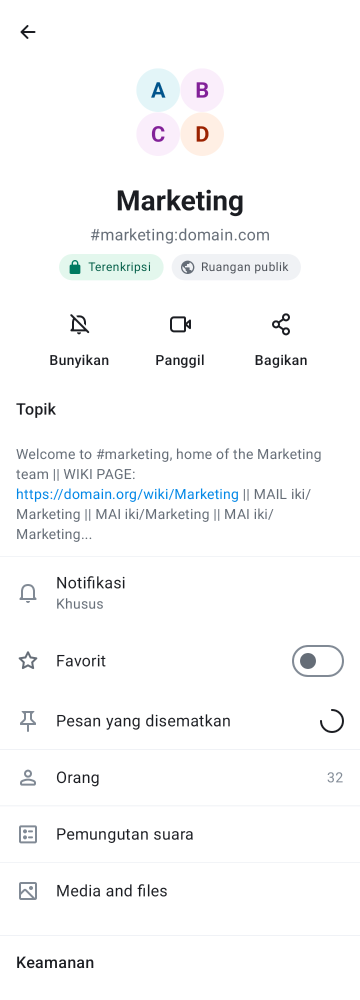 A B
C D
Marketing
#marketing:domain.com
Terenkripsi Ruangan publik
Bunyikan Panggil Bagikan
Topik
Welcome to #marketing, home of the Marketing
team || WIKI PAGE:
https://domain.org/wiki/Marketing || MAIL iki/
Marketing || MAI iki/Marketing || MAI iki/
Marketing...
Notifikasi
Khusus
Favorit
Pesan yang disematkan
Orang 32
Pemungutan suara
Media and files
Keamanan